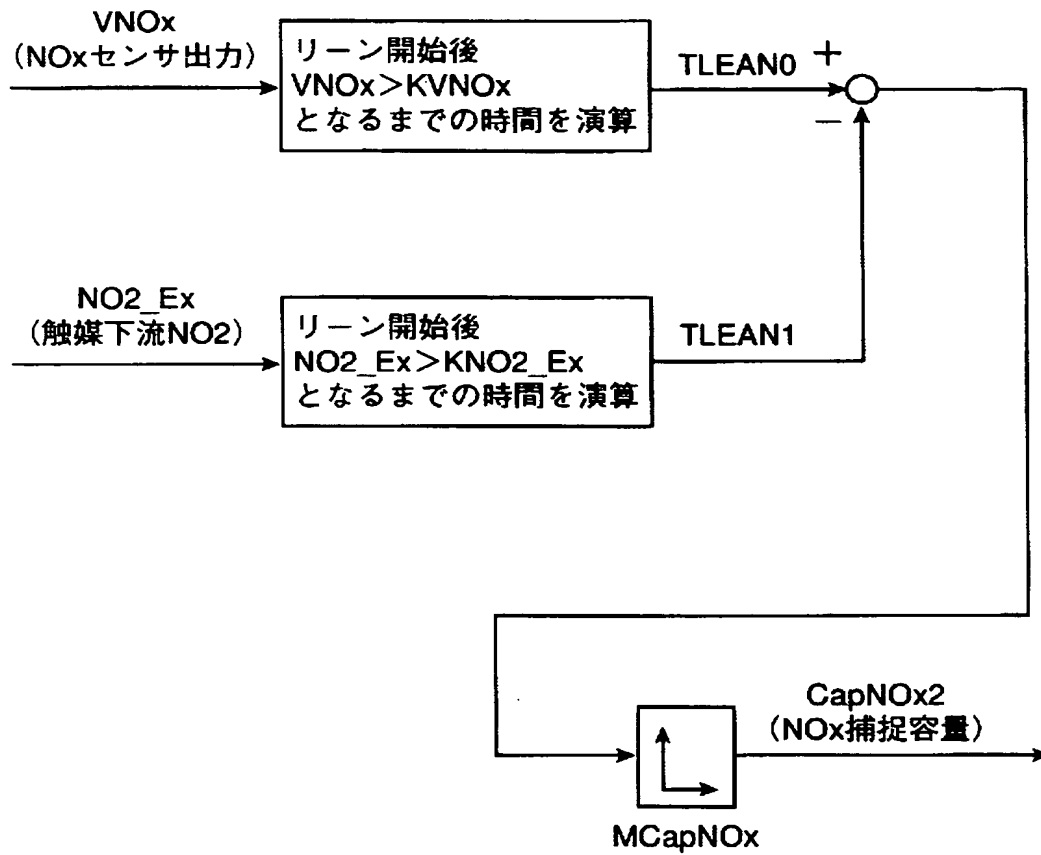 VNOx
(NOxセンサ出力)
リーン開始後
VNOx>KVNOx
となるまでの時間を演算
TLEAN0
+
−
NO2_Ex
(触媒下流NO2)
リーン開始後
NO2_Ex>KNO2_Ex
となるまでの時間を演算
TLEAN1
CapNOx2
(NOx捕捉容量)
MCapNOx